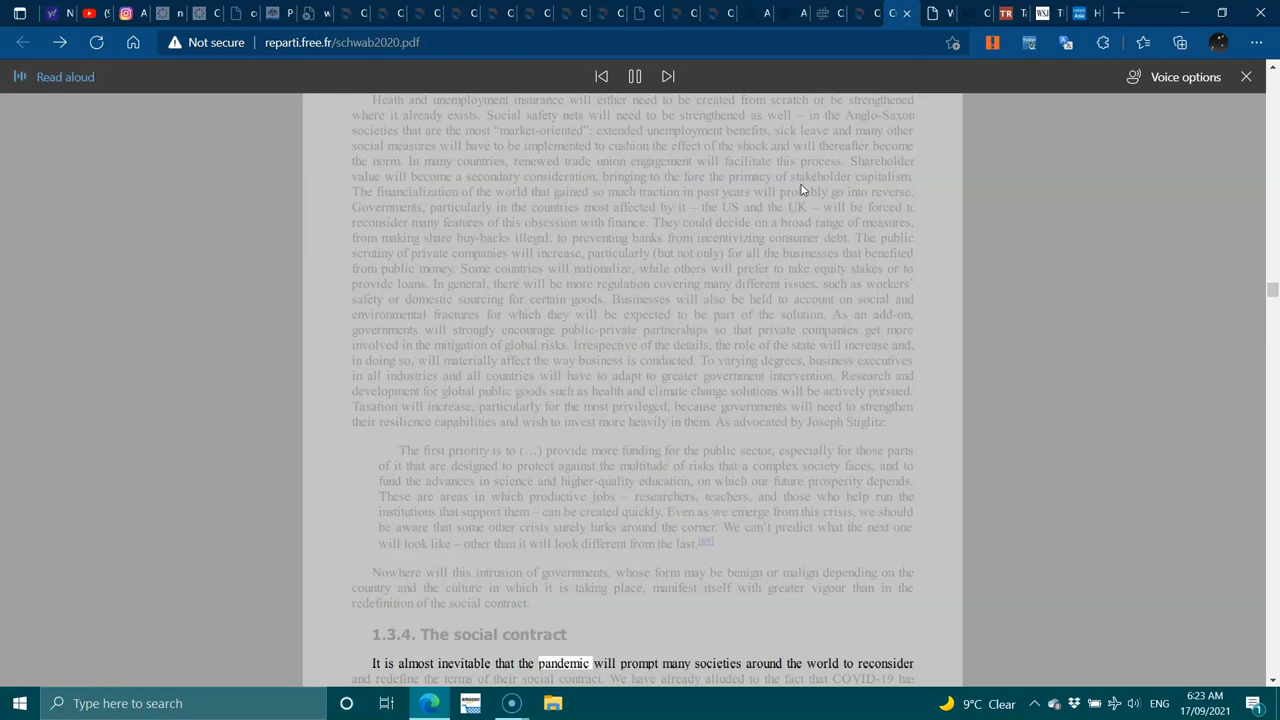 Not secure
reparti.free.fr/schwab2020.pdf
Read aloud
Voice options
Heath and unemployment insurance will either need to be created from scratch or be strengthened
where it already exists. Social safety nets will need to be strengthened as well – in the Anglo-Saxon
societies that are the most “market-oriented”; extended unemployment benefits, sick leave and many other
social measures will have to be implemented to cushion the effect of the shock and will thereafter become
the norm. In many countries, renewed trade union engagement will facilitate this process. Shareholder
value will become a secondary consideration, bringing to the fore the primacy of stakeholder capitalism.
The financialization of the world that gained so much traction in past years will probably go into reverse.
Governments, particularly in the countries most affected by it – the US and the UK – will be forced to
reconsider many features of this obsession with finance. They could decide on a broad range of measures,
from making share buy-backs illegal, to preventing banks from incentivizing consumer debt. The public
scrutiny of private companies will increase, particularly (but not only) for all the businesses that benefited
from public money. Some countries will nationalize, while others will prefer to take equity stakes or to
provide loans. In general, there will be more regulation covering many different issues, such as workers’
safety or domestic sourcing for certain goods. Businesses will also be held to account on social and
environmental fractures for which they will be expected to be part of the solution. As an add-on,
governments will strongly encourage public-private partnerships so that private companies get more
involved in the mitigation of global risks. Irrespective of the details, the role of the state will increase and,
in doing so, will materially affect the way business is conducted. To varying degrees, business executives
in all industries and all countries will have to adapt to greater government intervention. Research and
development for global public goods such as health and climate change solutions will be actively pursued.
Taxation will increase, particularly for the most privileged, because governments will need to strengthen
their resilience capabilities and wish to invest more heavily in them. As advocated by Joseph Stiglitz:
The first priority is to (…) provide more funding for the public sector, especially for those parts
of it that are designed to protect against the multitude of risks that a complex society faces, and to
fund the advances in science and higher-quality education, on which our future prosperity depends.
These are areas in which productive jobs – researchers, teachers, and those who help run the
institutions that support them – can be created quickly. Even as we emerge from this crisis, we should
be aware that some other crisis surely lurks around the corner. We can’t predict what the next one
will look like – other than it will look different from the last.[69]
Nowhere will this intrusion of governments, whose form may be benign or malign depending on the
country and the culture in which it is taking place, manifest itself with greater vigour than in the
redefinition of the social contract.
1.3.4. The social contract
It is almost inevitable that the pandemic will prompt many societies around the world to reconsider
and redefine the terms of their social contract. We have already alluded to the fact that COVID-19 has
Type here to search
amazon
9°C Clear
6:23 AM
17/09/2021